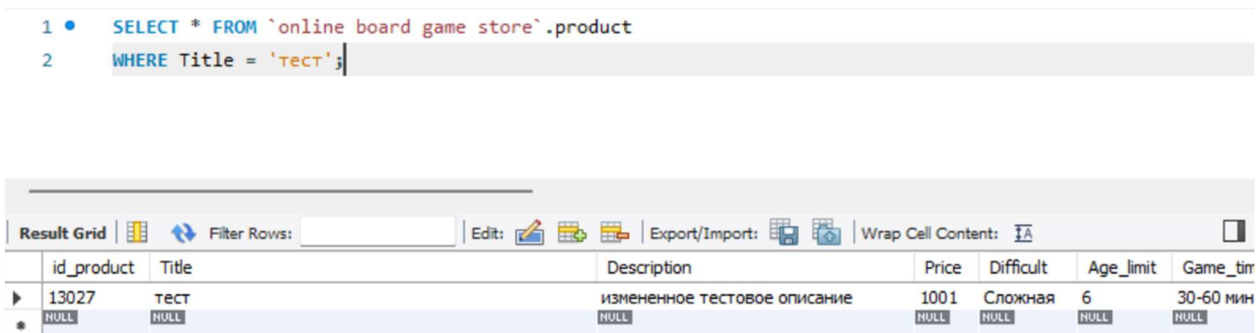 1 SELECT * FROM `online board game store`.product
2 WHERE Title = 'тест';
Result Grid Filter Rows: Edit: Export/Import: Wrap Cell Content: IA
id_product Title Description Price Difficult Age_limit Game_tim
13027 тест измененное тестовое описание 1001 Сложная 6 30-60 мин
NULL NULL NULL NULL NULL NULL NULL